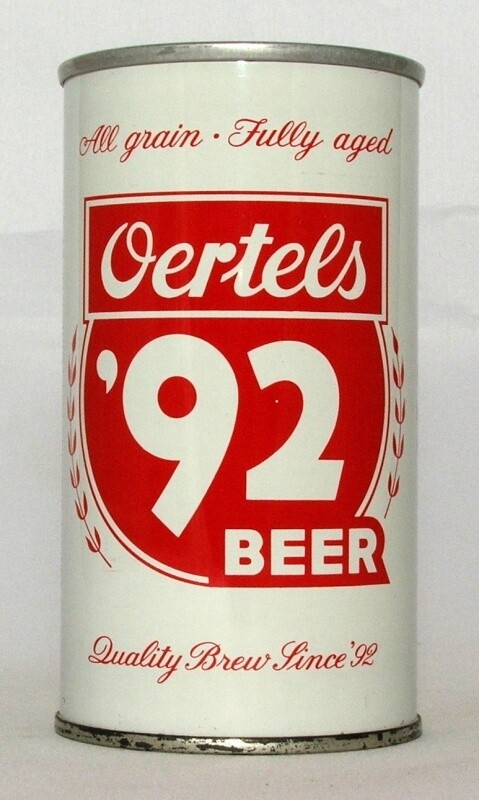 All grain · Fully aged
Oertels
'92
BEER
Quality Brew Since '92